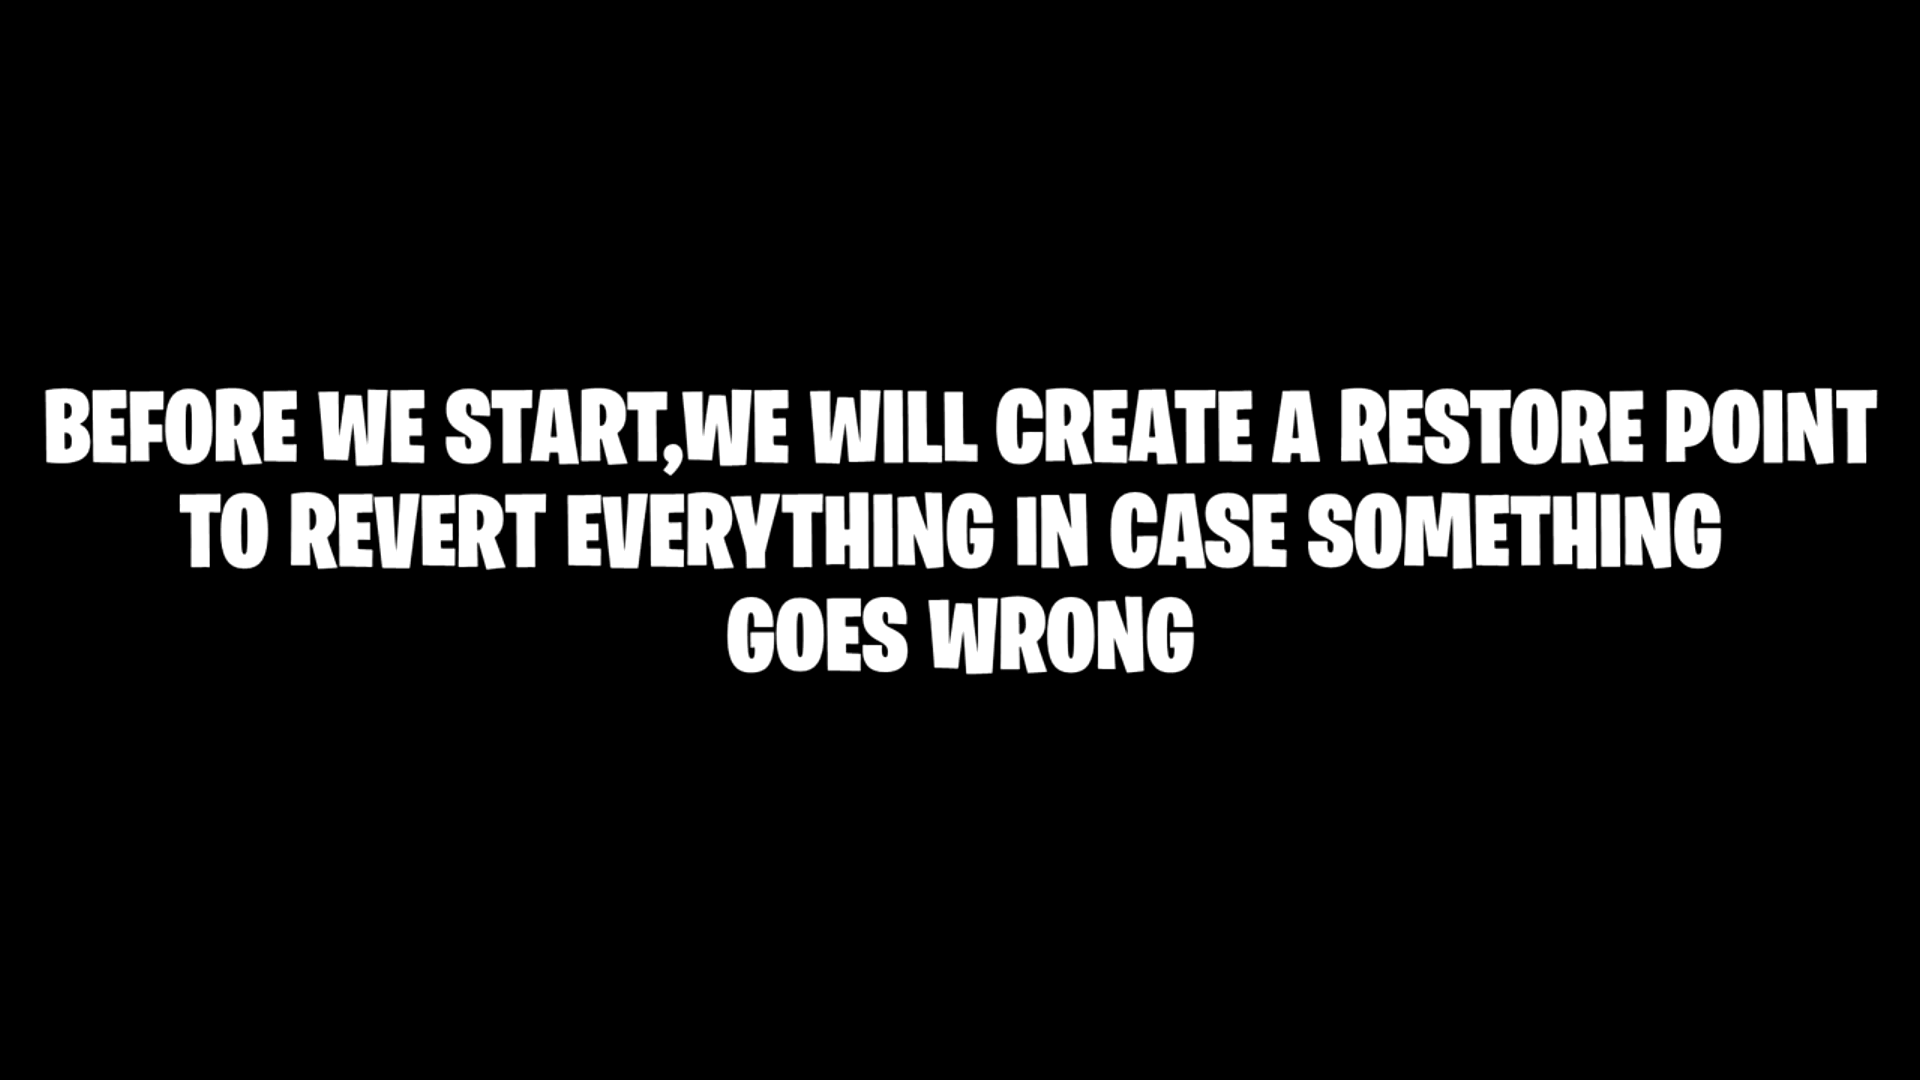 BEFORE WE START,WE WILL CREATE A RESTORE POINT
TO REVERT EVERYTHING IN CASE SOMETHING
GOES WRONG